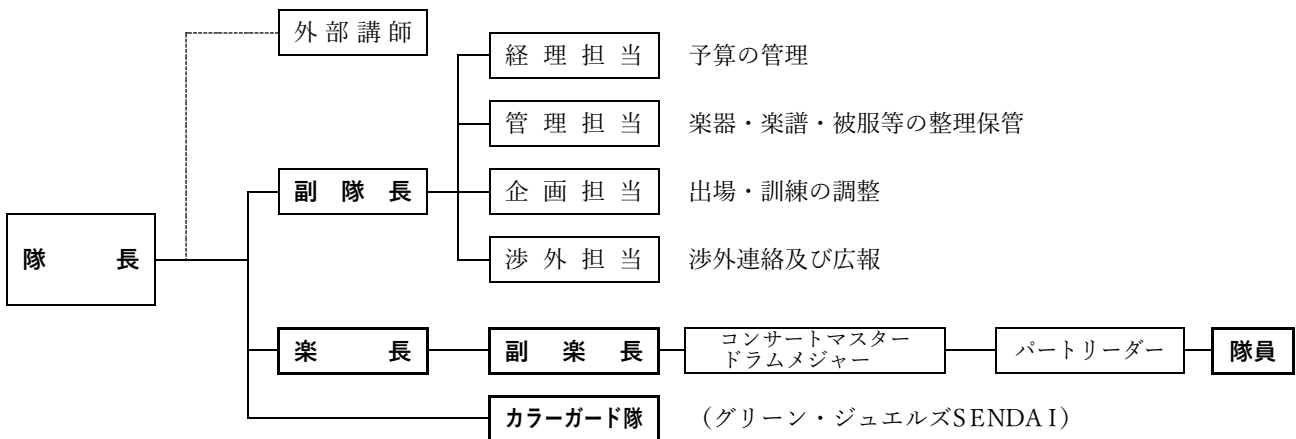 外部講師
経理担当 予算の管理
管理担当 楽器・楽譜・被服等の整理保管
副隊長 企画担当 出場・訓練の調整
隊長
渉外担当 渉外連絡及び広報
楽長 副楽長 コンサートマスター
ドラムメジャー パートリーダー 隊員
カラーガード隊 (グリーン・ジュエルズSENDAI)